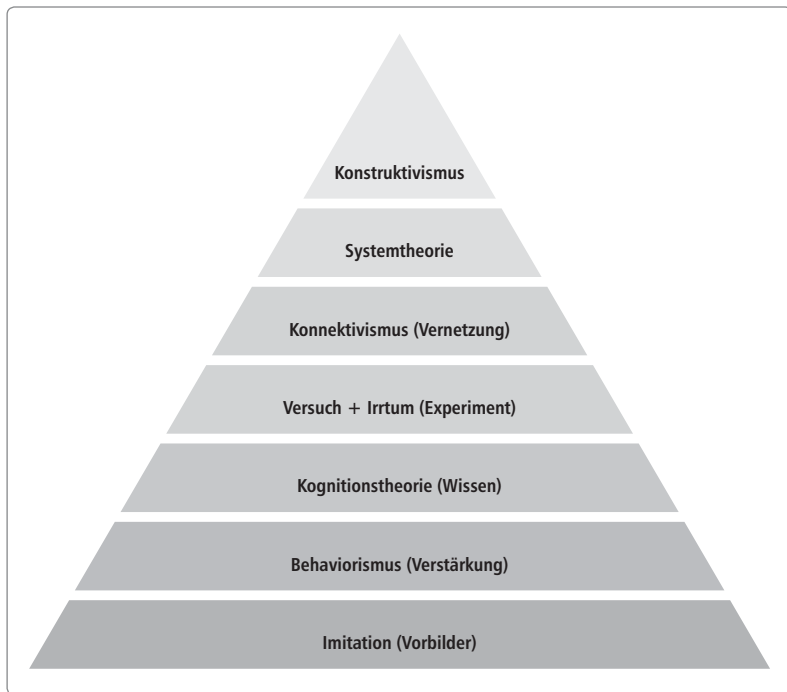 Konstruktivismus
Systemtheorie
Konnektivismus (Vernetzung)
Versuch + Irrtum (Experiment)
Kognitionstheorie (Wissen)
Behaviorismus (Verstärkung)
Imitation (Vorbilder)